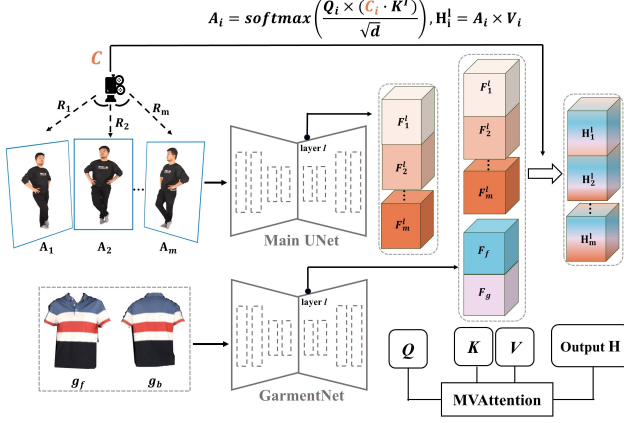 A_i = softmax(Q_i × (C_i · K^T) / √d), H_i^l = A_i × V_i
C
R_1
R_2
R_m
A_1
A_2
...
A_m
layer l
Main UNet
F_1^l
F_2^l
...
F_m^l
F_1^l
F_2^l
...
F_m^l
F_f
F_g
H_1^l
H_2^l
...
H_m^l
g_f
g_b
layer l
GarmentNet
Q
K
V
Output H
MVAttention